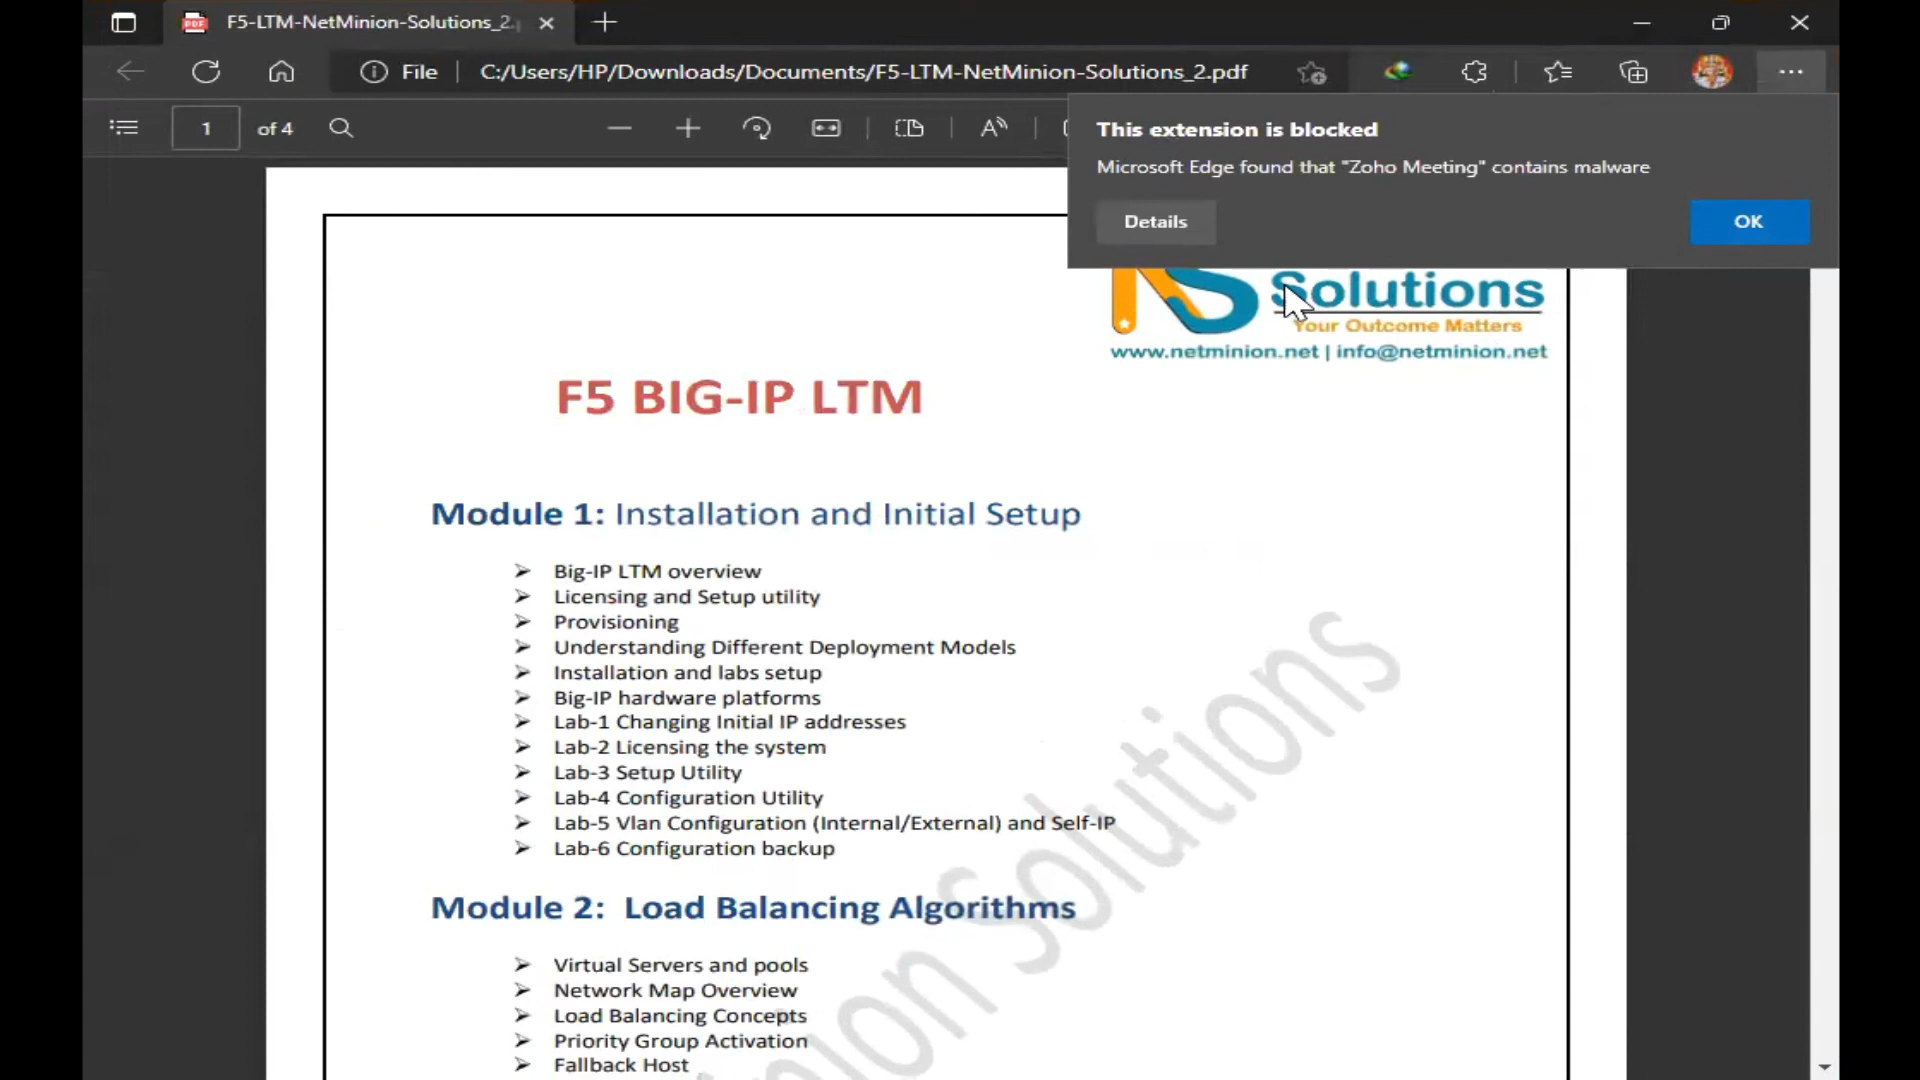 F5-LTM-NetMinion-Solutions_2.
File
C:/Users/HP/Downloads/Documents/F5-LTM-NetMinion-Solutions_2.pdf
1 of 4
This extension is blocked
Microsoft Edge found that "Zoho Meeting" contains malware
Details
OK
Solutions
Your Outcome Matters
www.netminion.net | info@netminion.net
F5 BIG-IP LTM
Module 1: Installation and Initial Setup
Big-IP LTM overview
Licensing and Setup utility
Provisioning
Understanding Different Deployment Models
Installation and labs setup
Big-IP hardware platforms
Lab-1 Changing Initial IP addresses
Lab-2 Licensing the system
Lab-3 Setup Utility
Lab-4 Configuration Utility
Lab-5 Vlan Configuration (Internal/External) and Self-IP
Lab-6 Configuration backup
Module 2: Load Balancing Algorithms
Virtual Servers and pools
Network Map Overview
Load Balancing Concepts
Priority Group Activation
Fallback Host
nion Solutions